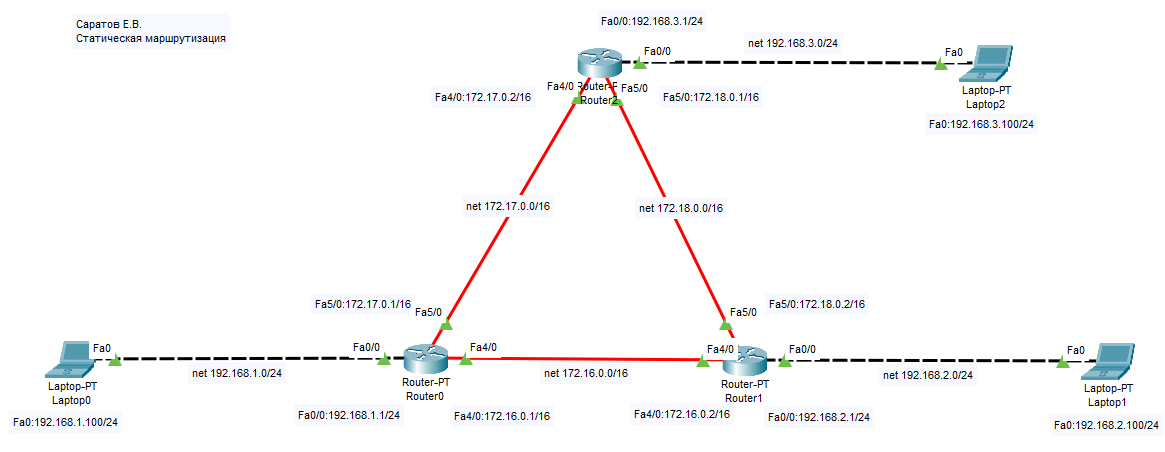 Саратов Е.В.
Статическая маршрутизация
Fa0/0:192.168.3.1/24
Fa0/0
net 192.168.3.0/24
Fa0
Fa4/0:172.17.0.2/16
Fa4/0
Router2
Fa5/0
Fa5/0:172.18.0.1/16
Laptop-PT
Laptop2
Fa0:192.168.3.100/24
net 172.17.0.0/16
net 172.18.0.0/16
Fa5/0:172.17.0.1/16
Fa5/0
Fa5/0:172.18.0.2/16
Fa5/0
Fa0
Fa0/0
Fa4/0
Fa4/0
Fa0/0
Fa0
net 192.168.1.0/24
net 172.16.0.0/16
net 192.168.2.0/24
Laptop-PT
Laptop0
Router-PT
Router0
Router-PT
Router1
Laptop-PT
Laptop1
Fa0:192.168.1.100/24
Fa0/0:192.168.1.1/24
Fa4/0:172.16.0.1/16
Fa4/0:172.16.0.2/16
Fa0/0:192.168.2.1/24
Fa0:192.168.2.100/24